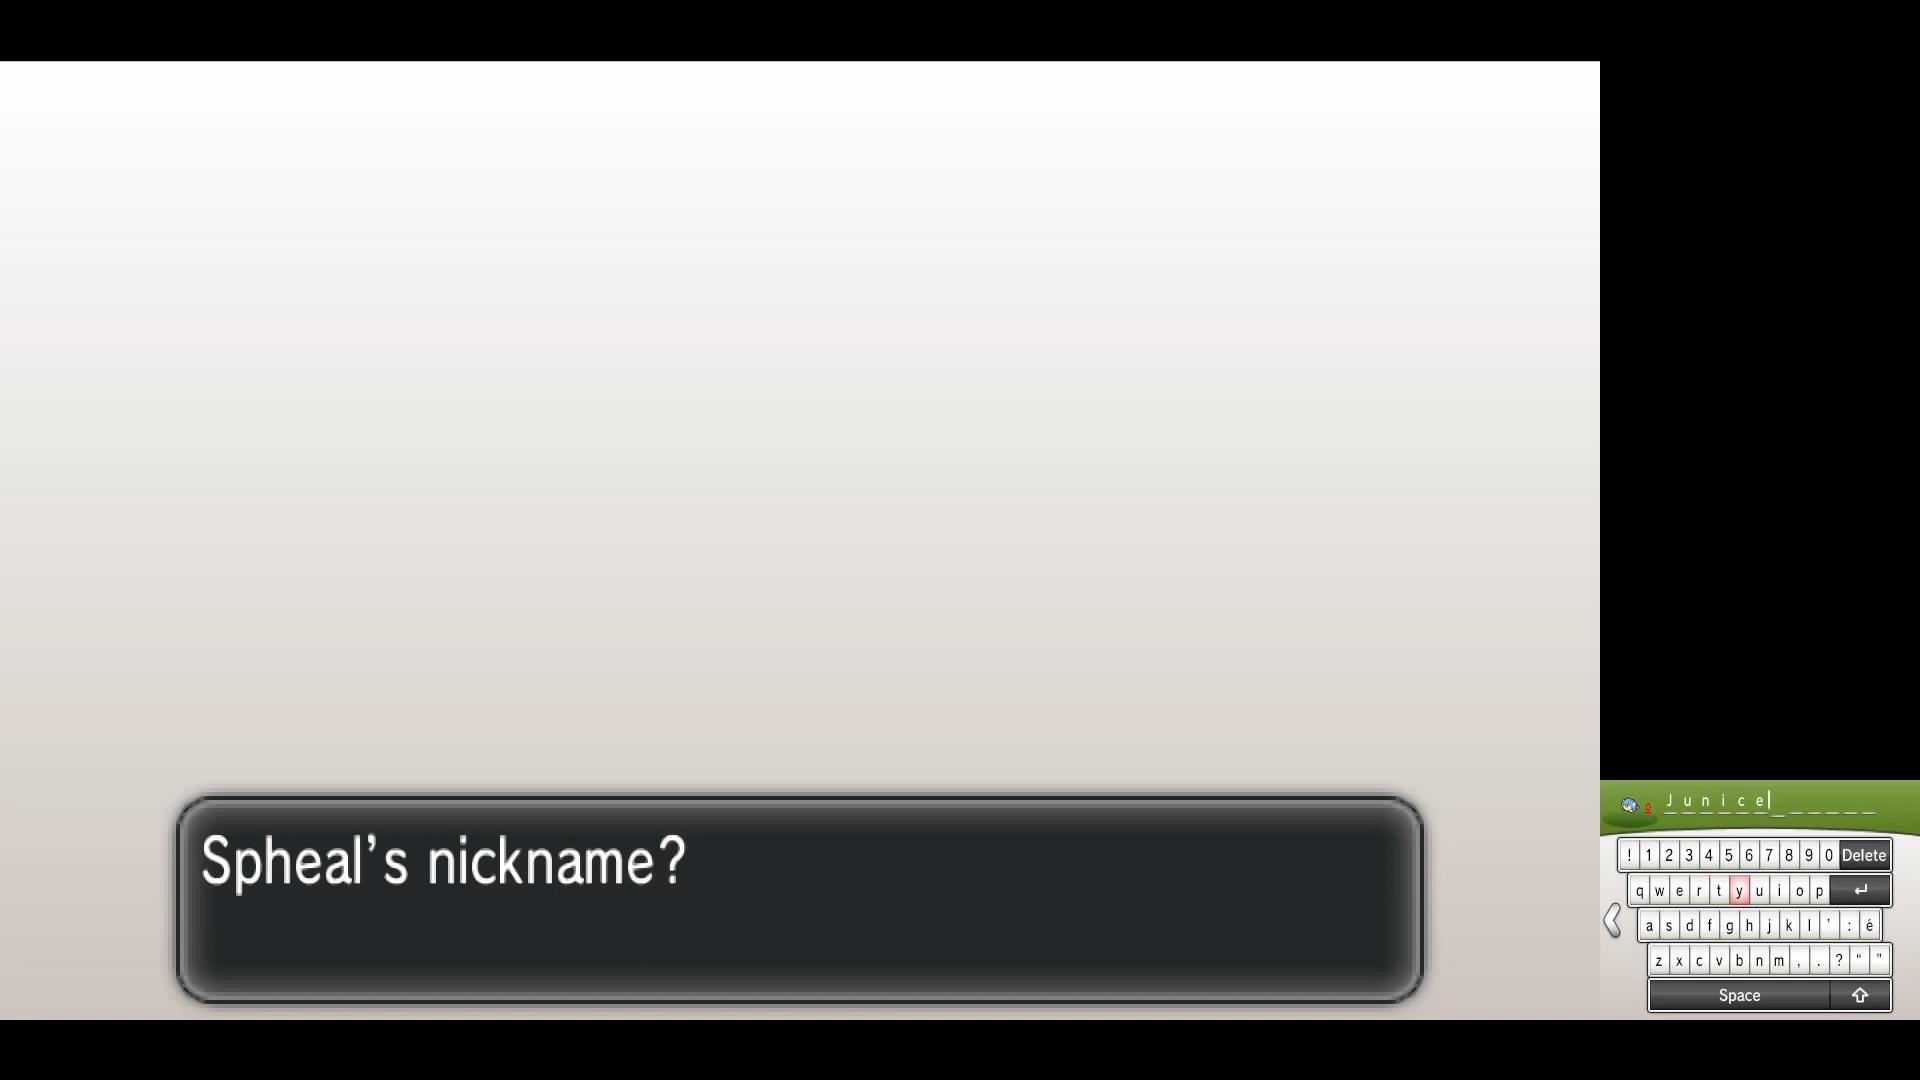 Spheal’s nickname?
Junice
! 1 2 3 4 5 6 7 8 9 0 Delete
q w e r t y u i o p ↵
a s d f g h j k l ’ : é
z x c v b n m , . ? “ ”
Space